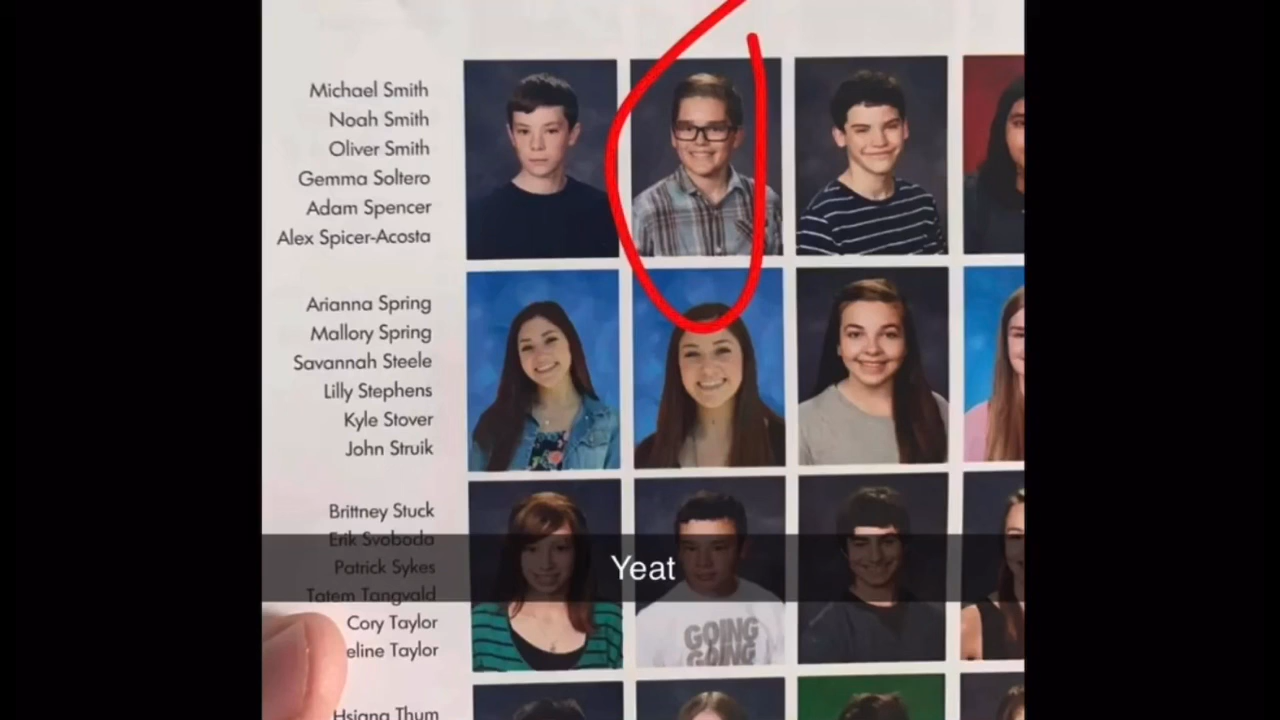 Michael Smith
Noah Smith
Oliver Smith
Gemma Soltero
Adam Spencer
Alex Spicer-Acosta
Arianna Spring
Mallory Spring
Savannah Steele
Lilly Stephens
Kyle Stover
John Struik
Brittney Stuck
Erik Svoboda
Patrick Sykes
Yeat
Tatem Tangvald
Cory Taylor
eline Taylor
GOING
GOING
Hsiang Thum